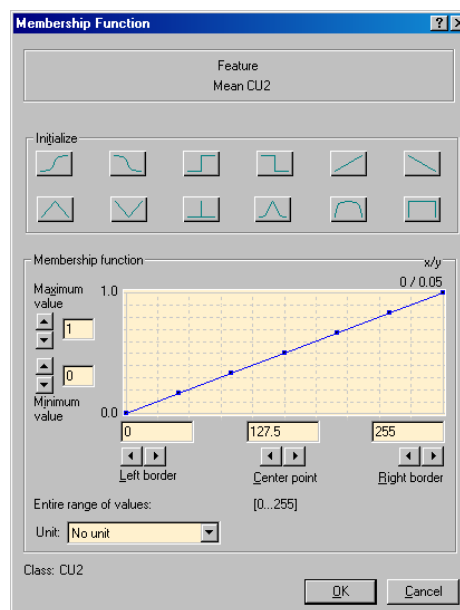 Membership Function
Feature
Mean CU2
Initialize
Membership function
x/y
0 / 0.05
Maximum
value
1.0
1
0
Minimum
value
0.0
0 127.5 255
Left border Center point Right border
Entire range of values: [0...255]
Unit: No unit
Class: CU2
OK Cancel